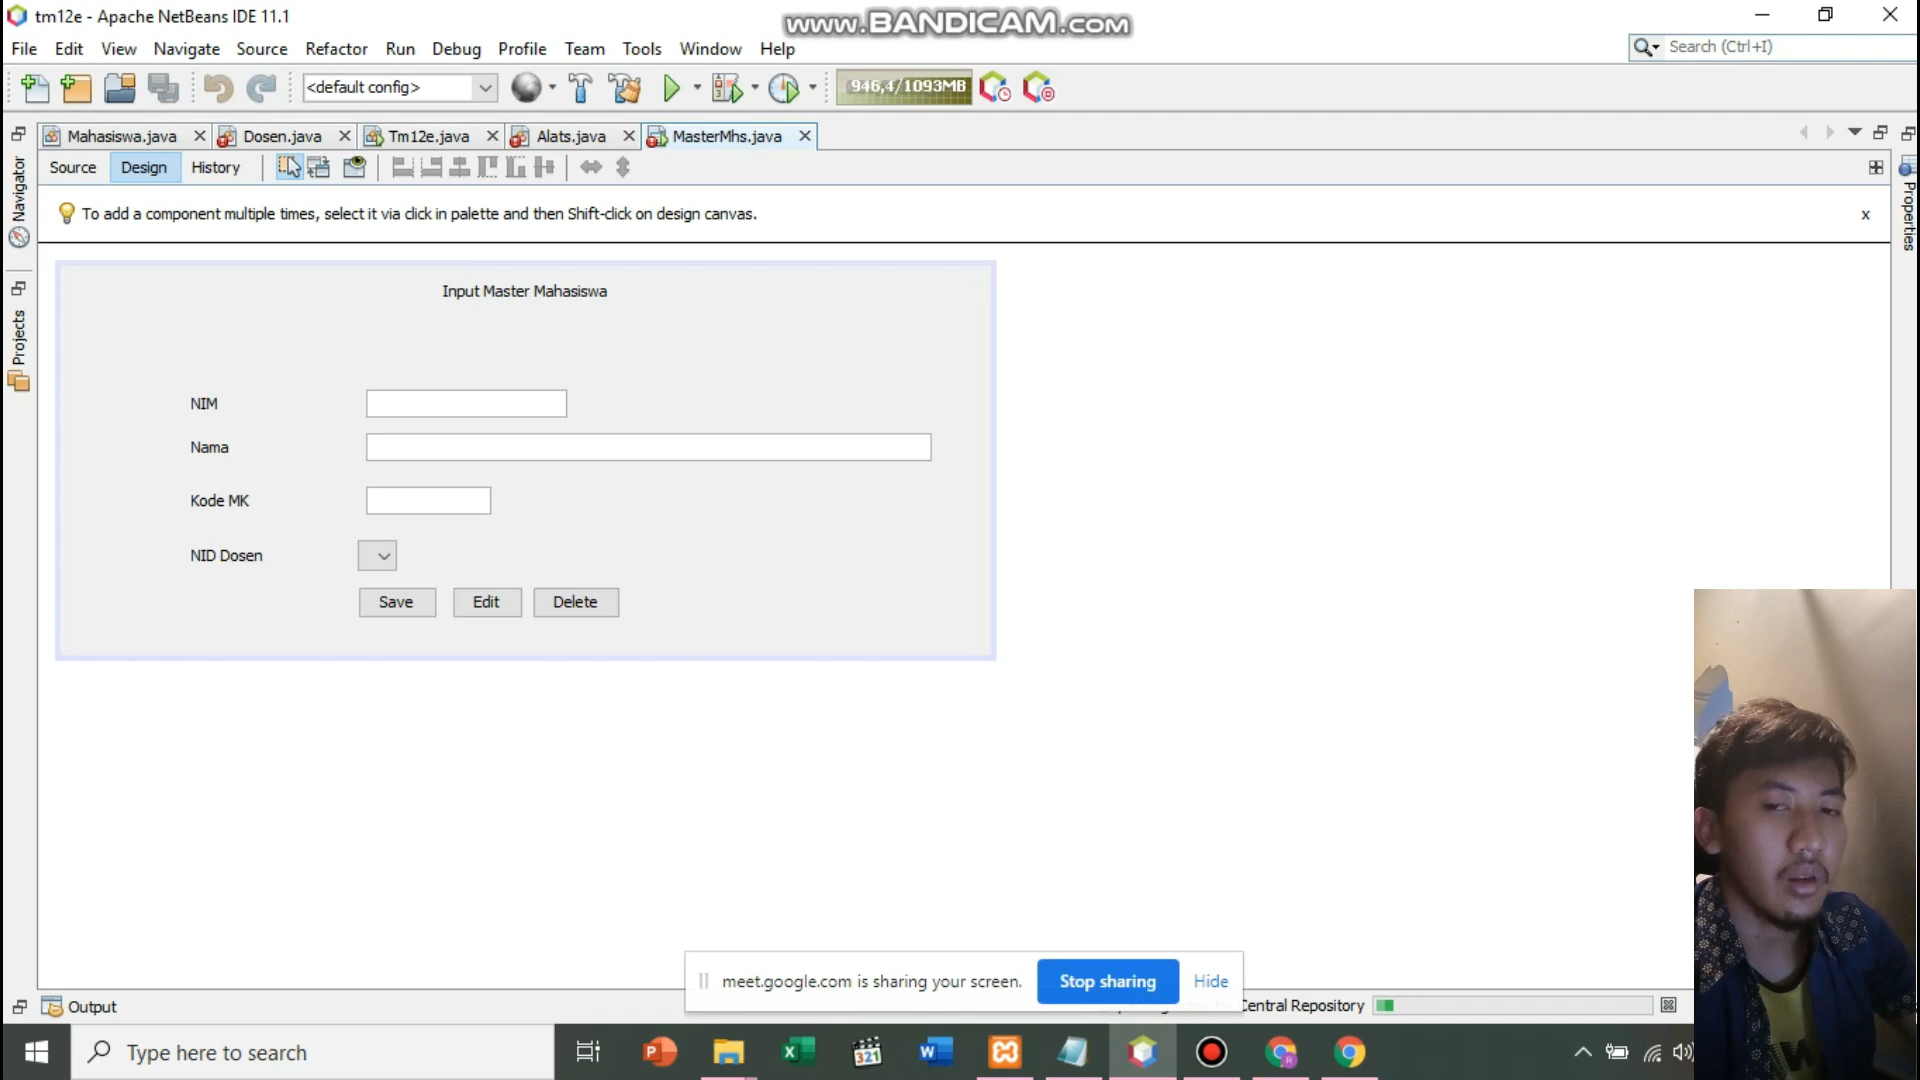 tm12e - Apache NetBeans IDE 11.1
www.BANDICAM.com
File Edit View Navigate Source Refactor Run Debug Profile Team Tools Window Help
Search (Ctrl+I)
<default config>
946,4/1093MB
Mahasiswa.java
Dosen.java
Tm12e.java
Alats.java
MasterMhs.java
Source Design History
To add a component multiple times, select it via click in palette and then Shift-click on design canvas.
x
Navigator
Projects
Properties
Input Master Mahasiswa
NIM
Nama
Kode MK
NID Dosen
Save Edit Delete
meet.google.com is sharing your screen. Stop sharing Hide
Output
Central Repository
Type here to search
321